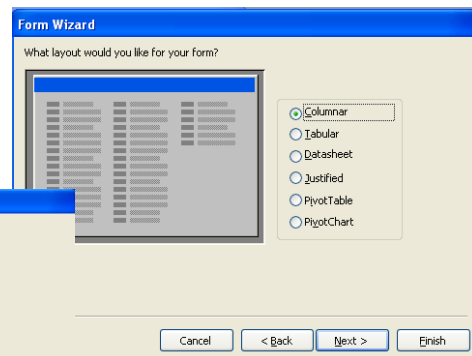 Form Wizard
What layout would you like for your form?
Columnar
Tabular
Datasheet
Justified
PivotTable
PivotChart
Cancel
< Back
Next >
Finish